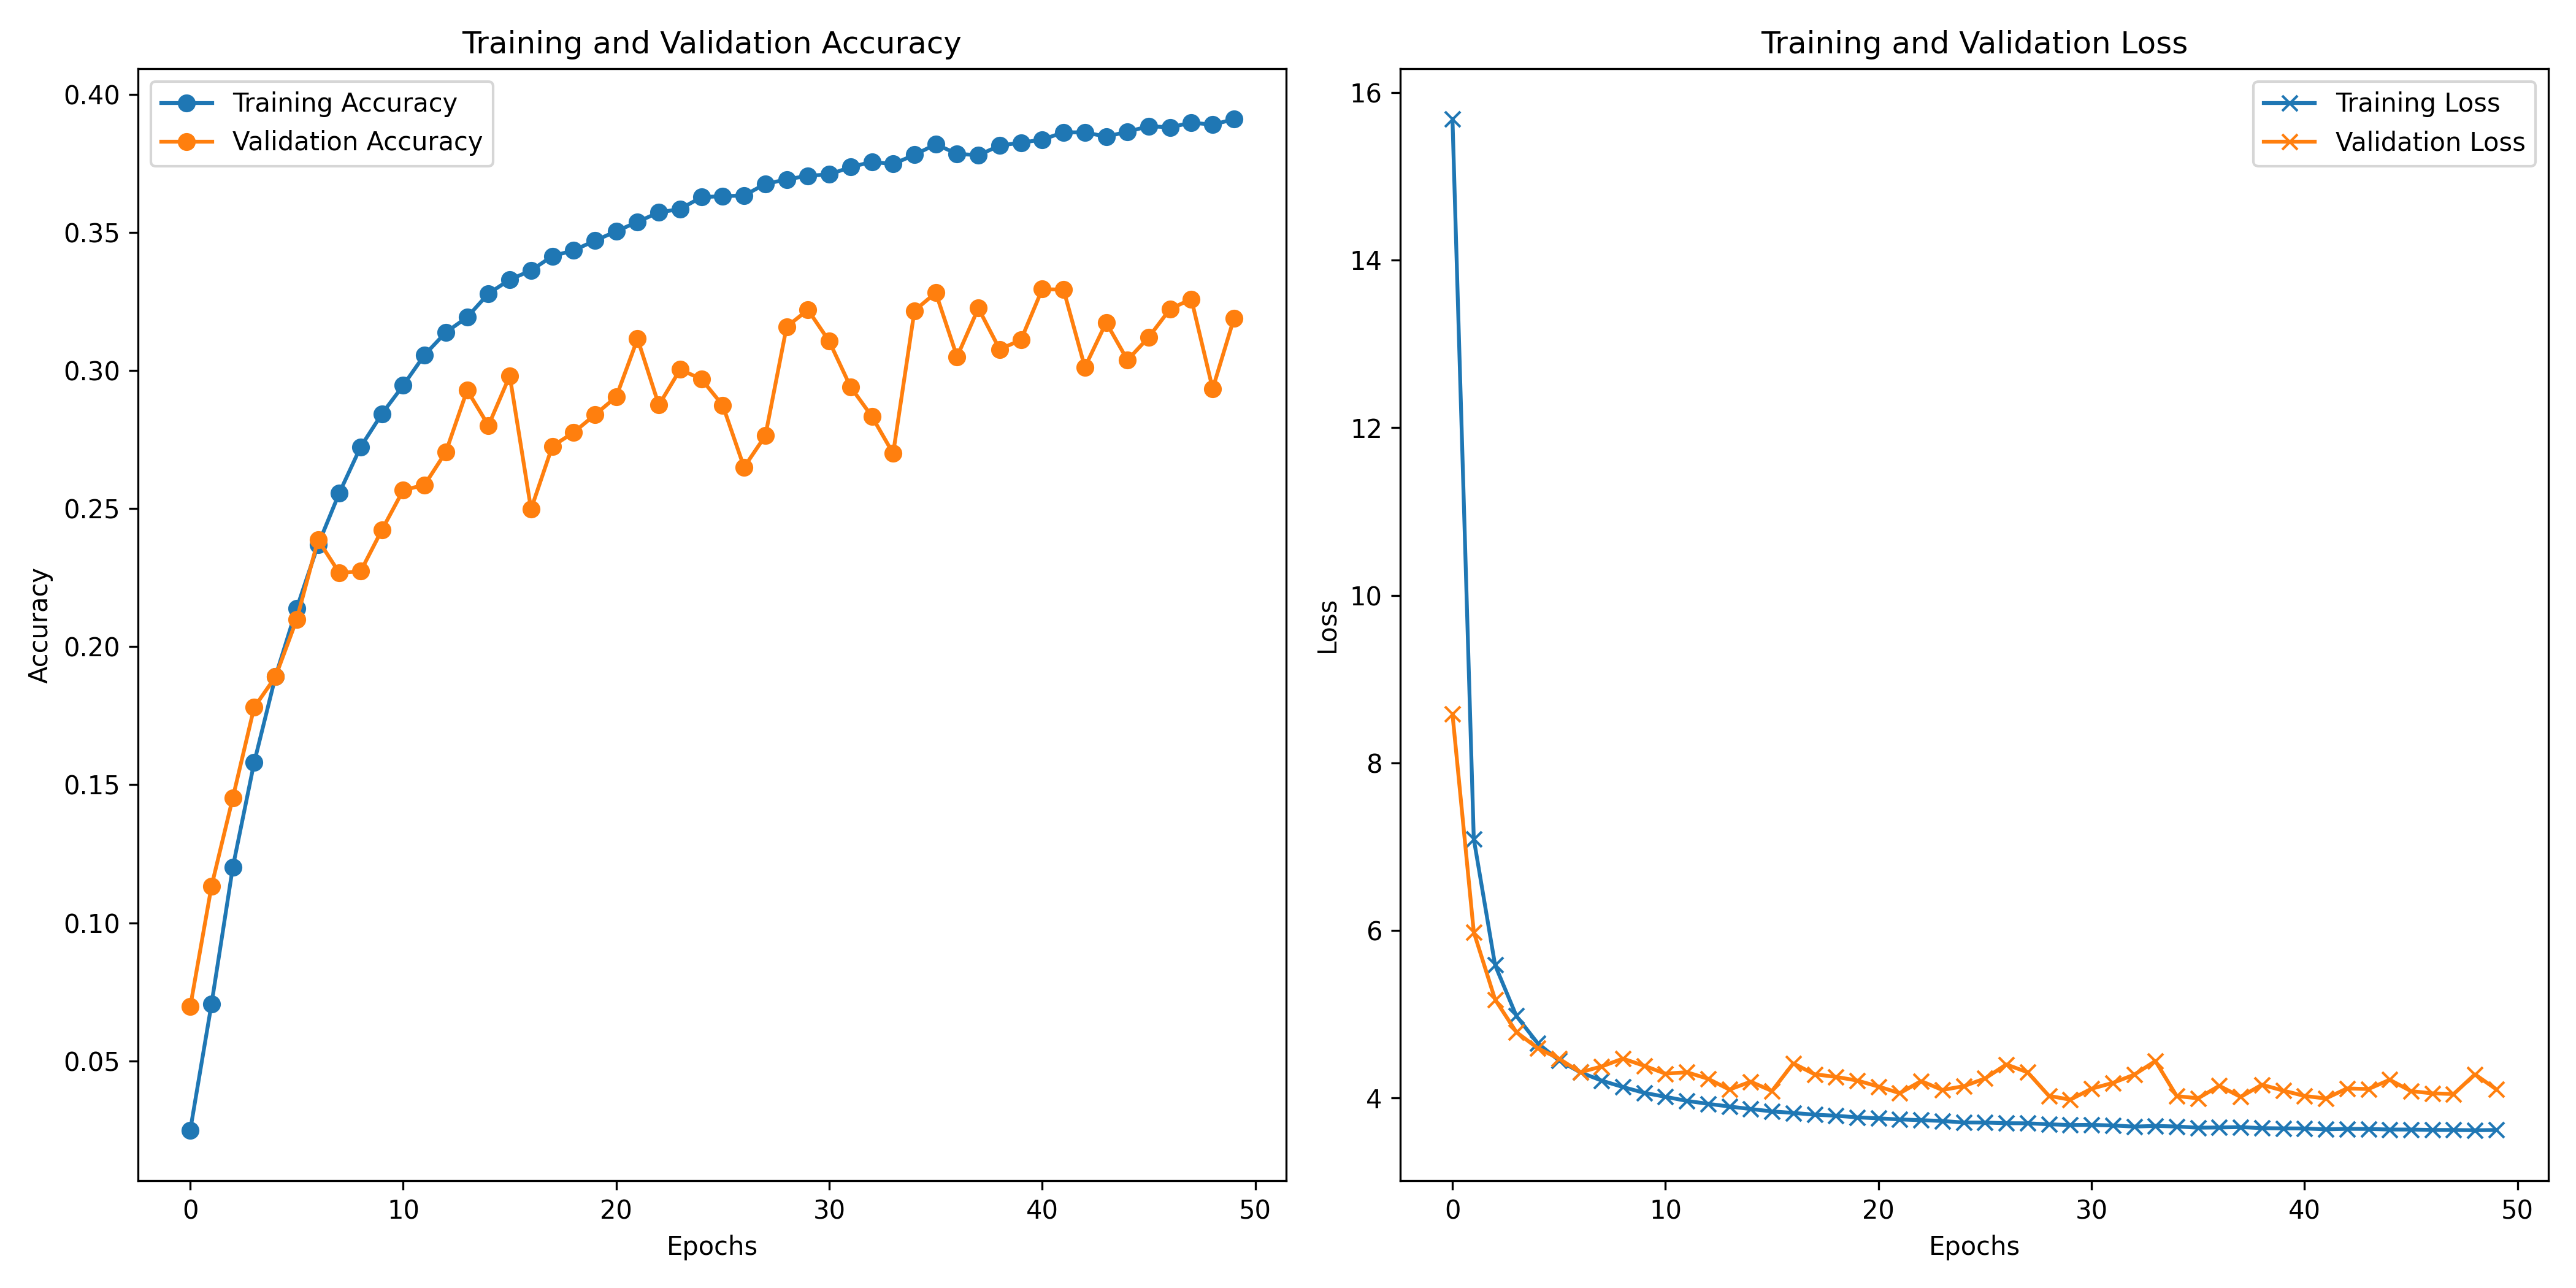 Training and Validation Accuracy
Training Accuracy
Validation Accuracy
0.40
0.35
0.30
0.25
0.20
0.15
0.10
0.05
Accuracy
0 10 20 30 40 50
Epochs
Training and Validation Loss
Training Loss
Validation Loss
16
14
12
10
8
6
4
Loss
0 10 20 30 40 50
Epochs